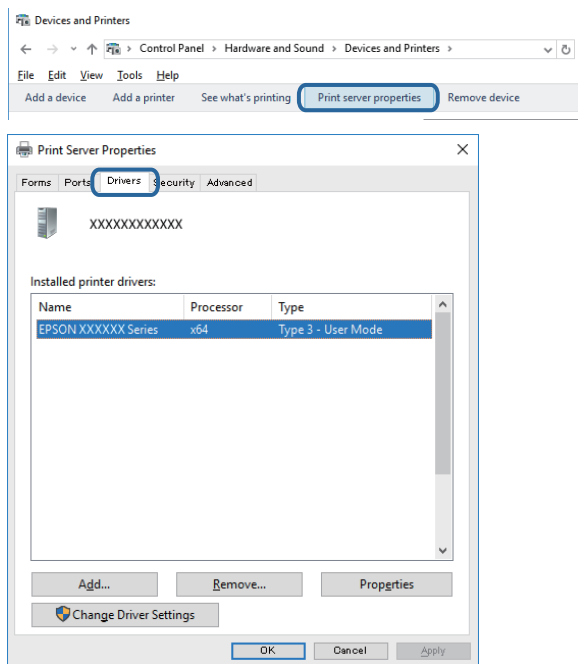 Devices and Printers
Control Panel > Hardware and Sound > Devices and Printers >
File Edit View Tools Help
Add a device Add a printer See what's printing Print server properties Remove device
Print Server Properties
Forms Ports Drivers Security Advanced
XXXXXXXXXXXX
Installed printer drivers:
Name Processor Type
EPSON XXXXXX Series x64 Type 3 - User Mode
Add... Remove... Properties
Change Driver Settings
OK Cancel Apply